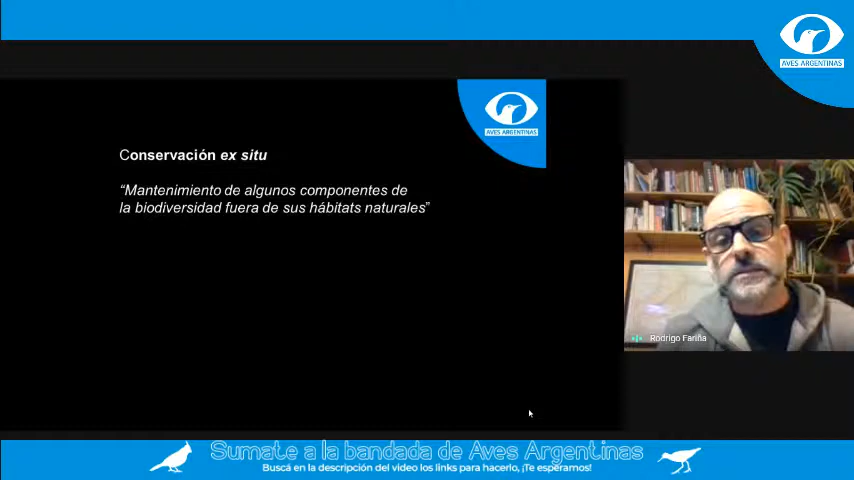 AVES ARGENTINAS
AVES ARGENTINAS
Conservación ex situ
“Mantenimiento de algunos componentes de
la biodiversidad fuera de sus hábitats naturales”
Rodrigo Fariña
Sumate a la bandada de Aves Argentinas
Buscá en la descripción del video los links para hacerlo, ¡Te esperamos!